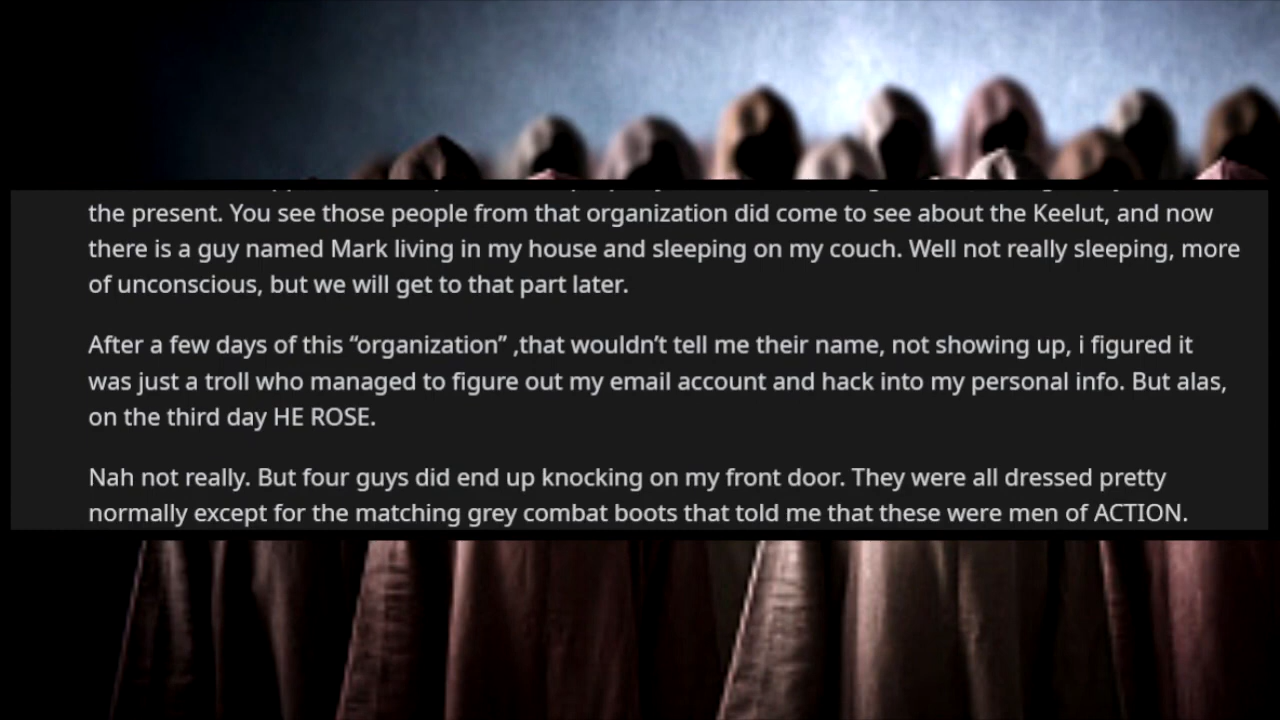 the present. You see those people from that organization did come to see about the Keelut, and now
there is a guy named Mark living in my house and sleeping on my couch. Well not really sleeping, more
of unconscious, but we will get to that part later.
After a few days of this “organization” ,that wouldn’t tell me their name, not showing up, i figured it
was just a troll who managed to figure out my email account and hack into my personal info. But alas,
on the third day HE ROSE.
Nah not really. But four guys did end up knocking on my front door. They were all dressed pretty
normally except for the matching grey combat boots that told me that these were men of ACTION.